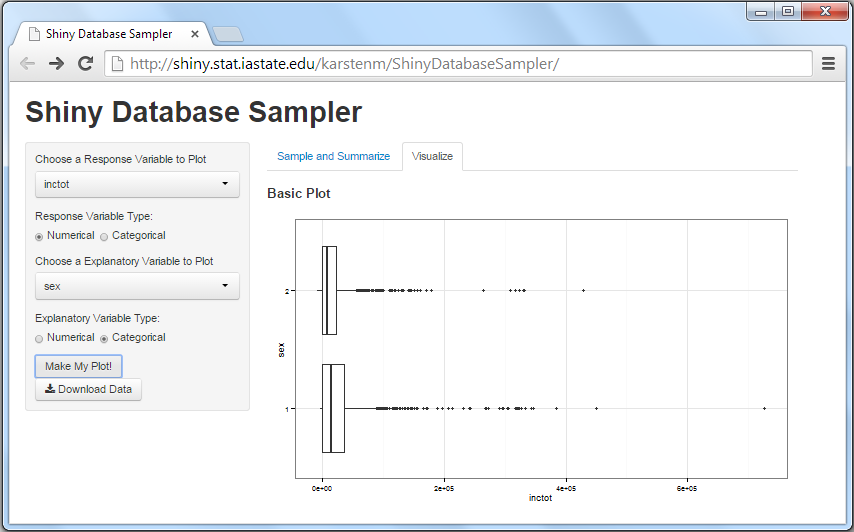 Shiny Database Sampler
http://shiny.stat.iastate.edu/karstenm/ShinyDatabaseSampler/
Shiny Database Sampler
Choose a Response Variable to Plot
inctot
Response Variable Type:
Numerical Categorical
Choose a Explanatory Variable to Plot
sex
Explanatory Variable Type:
Numerical Categorical
Make My Plot!
Download Data
Sample and Summarize Visualize
Basic Plot
2
sex
1
0e+00 2e+05 4e+05 6e+05
inctot